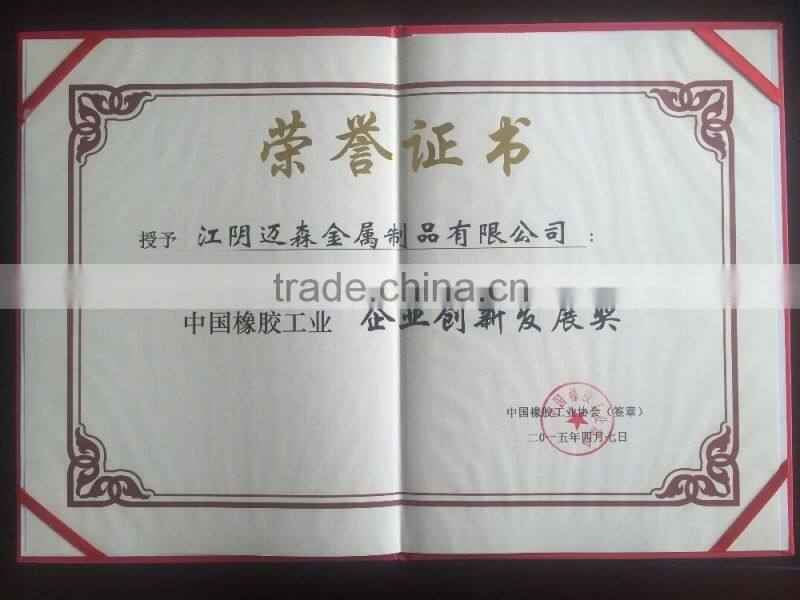 荣誉证书
授予 江阴迈森金属制品有限公司 :
trade.china.cn
中国橡胶工业 企业创新发展奖
中国橡胶工业协会(签章)
二〇一五年四月七日